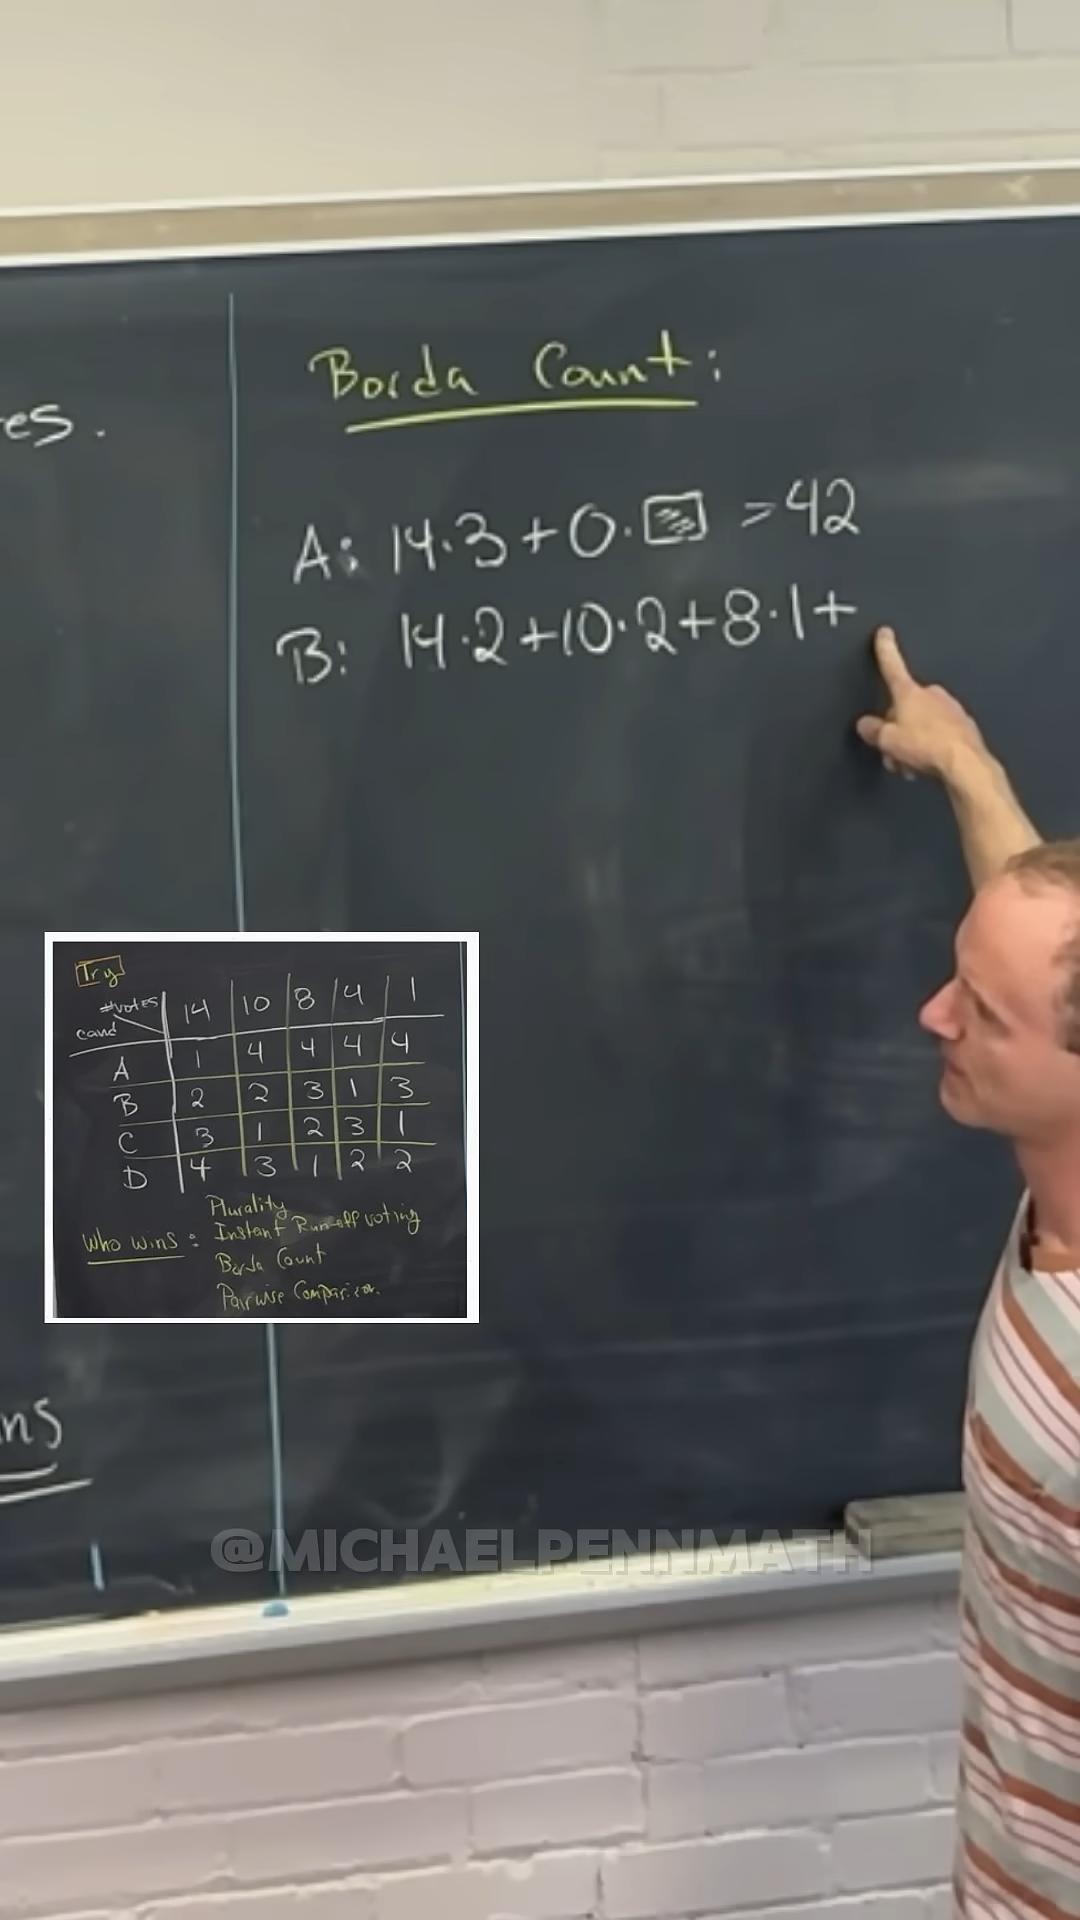 es.
Borda Count:
A: 14·3+0· = 42
B: 14·2+10·2+8·1+
Try
#votes 14 10 8 4 1
cand
A 1 4 4 4 4
B 2 2 3 1 3
C 3 1 2 3 1
D 4 3 1 2 2
Who wins: Plurality
Instant Run-off voting
Borda Count
Pairwise Comparison.
ns
@MICHAELPENNMATH